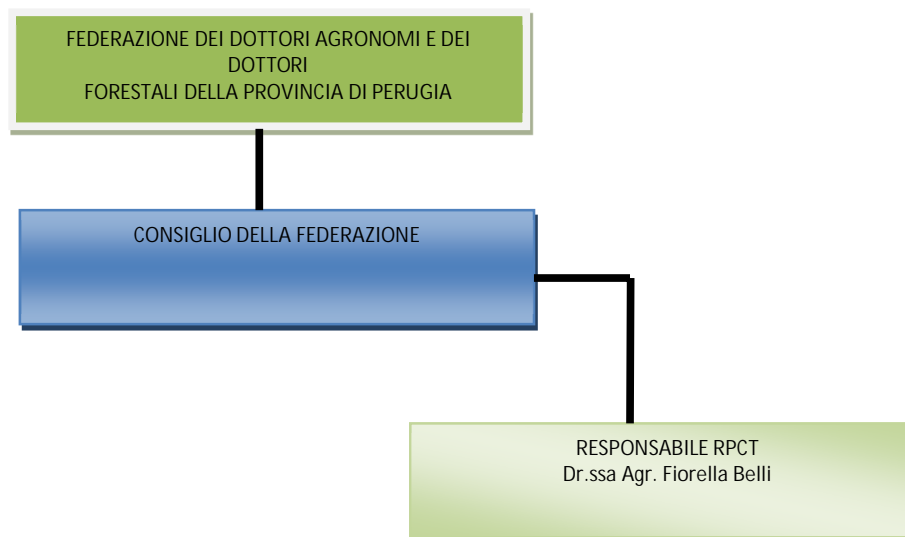 FEDERAZIONE DEI DOTTORI AGRONOMI E DEI
DOTTORI
FORESTALI DELLA PROVINCIA DI PERUGIA
CONSIGLIO DELLA FEDERAZIONE
RESPONSABILE RPCT
Dr.ssa Agr. Fiorella Belli